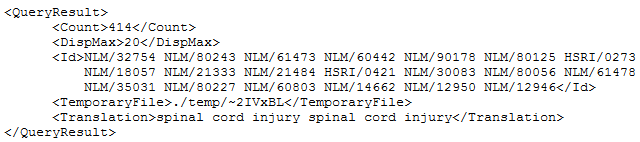 <QueryResult>
<Count>414</Count>
<DispMax>20</DispMax>
<Id>NLM/32754 NLM/80243 NLM/61473 NLM/60442 NLM/90178 NLM/80125 HSRI/0273
NLM/18057 NLM/21333 NLM/21484 HSRI/0421 NLM/30083 NLM/80056 NLM/61478
NLM/35031 NLM/80227 NLM/60803 NLM/14662 NLM/12950 NLM/12946</Id>
<TemporaryFile>./temp/~2IVxBL</TemporaryFile>
<Translation>spinal cord injury spinal cord injury</Translation>
</QueryResult>